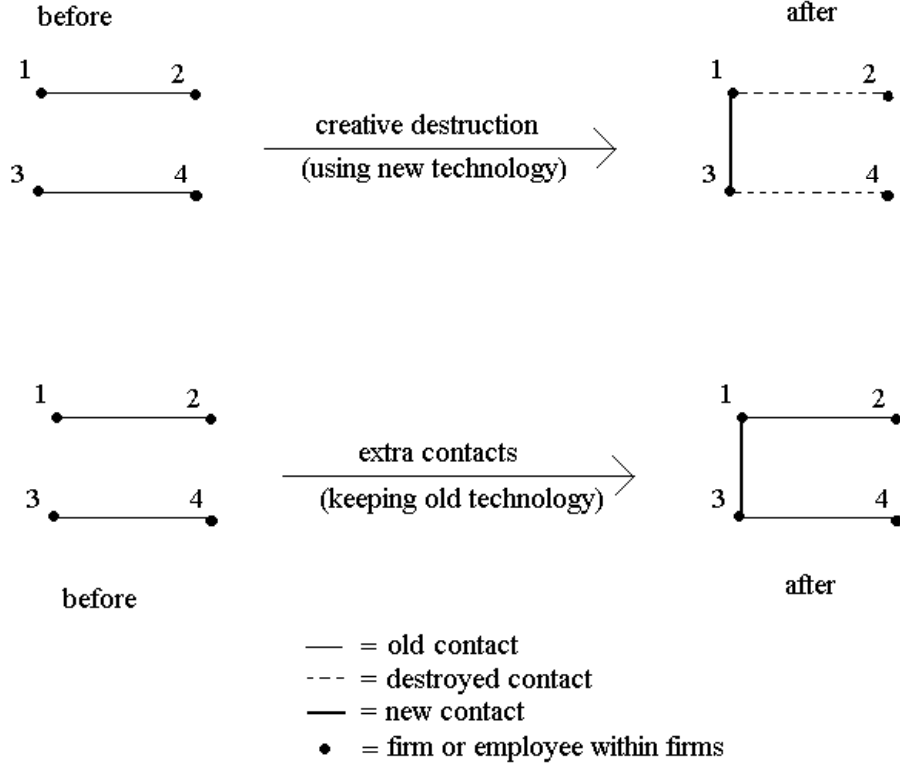 before
after
1 2
1 2
creative destruction
(using new technology)
3 4
3 4
1 2
1 2
extra contacts
(keeping old technology)
3 4
3 4
before
after
= old contact
= destroyed contact
= new contact
= firm or employee within firms